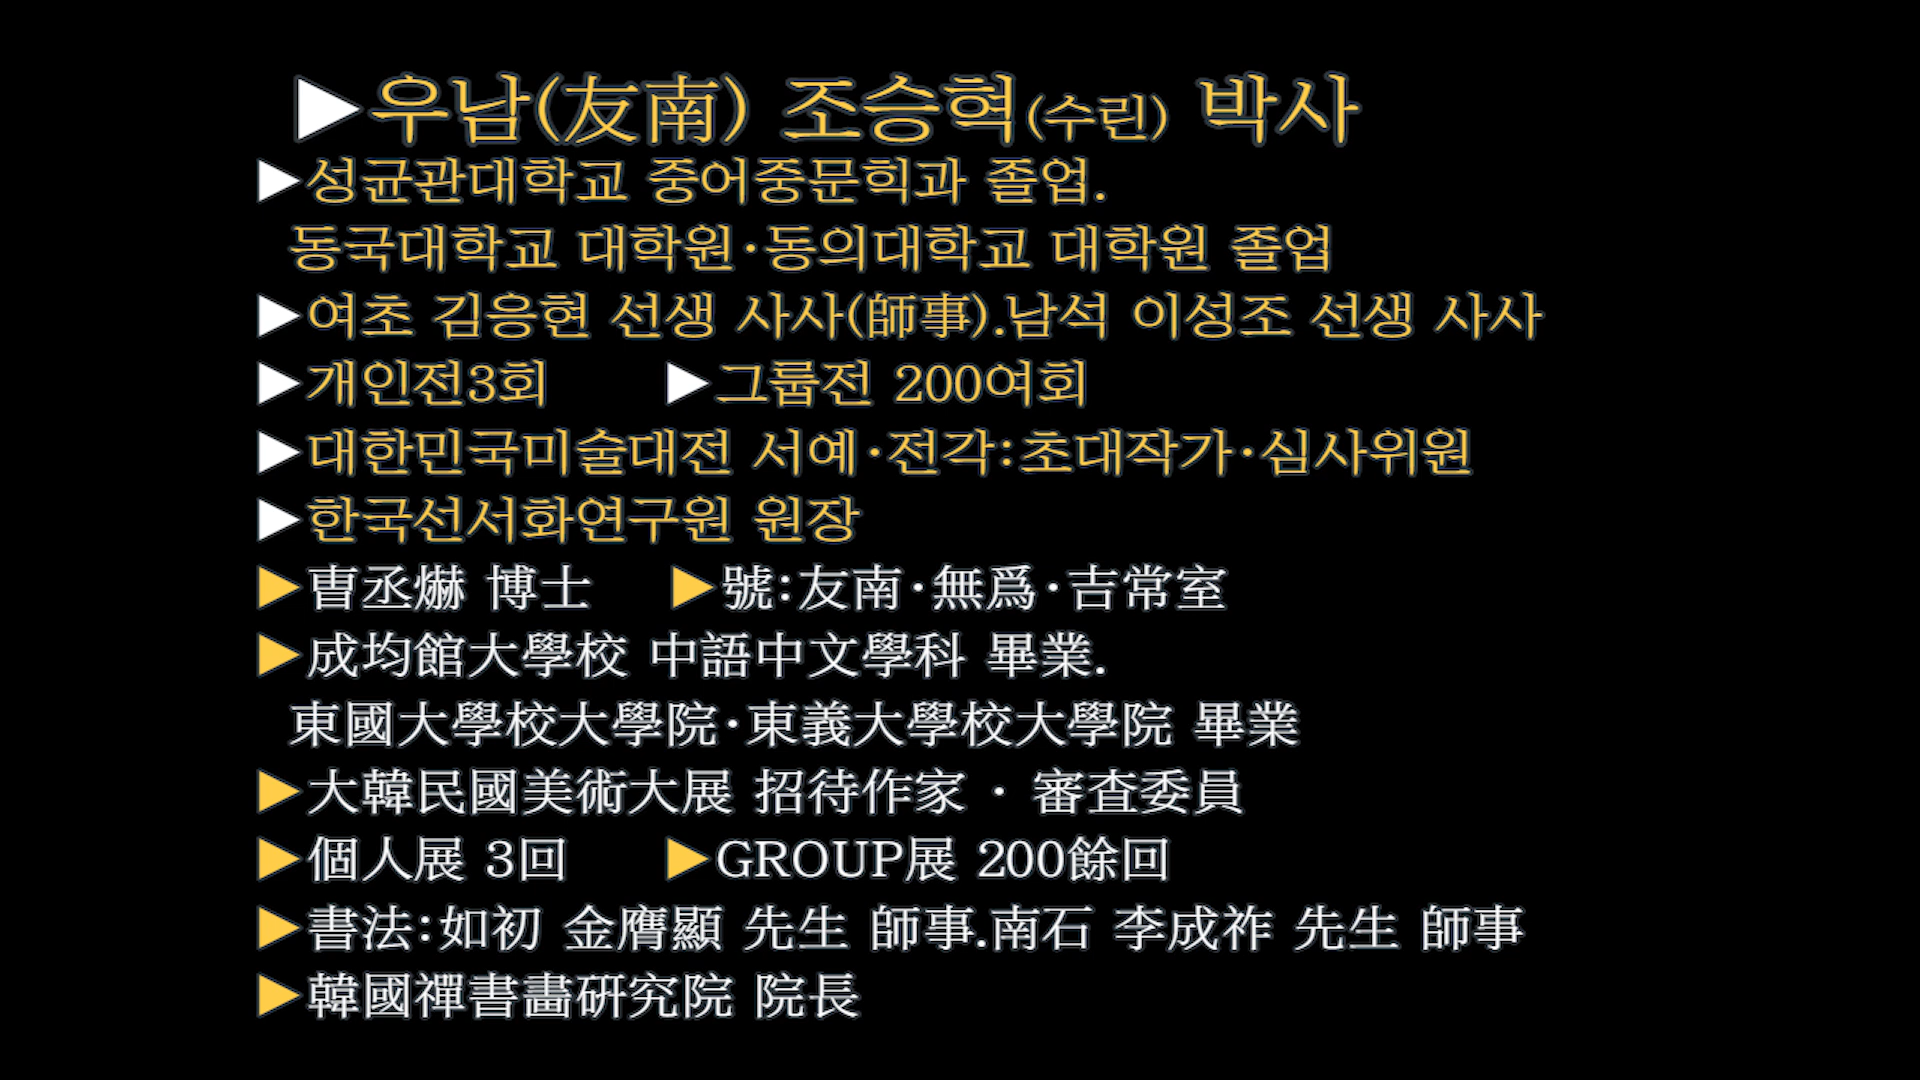 ▶우남(友南) 조승혁(수린) 박사
▶성균관대학교 중어중문힉과 졸업.
동국대학교 대학원·동의대학교 대학원 졸업
▶여초 김응현 선생 사사(師事).남석 이성조 선생 사사
▶개인전3회 ▶그룹전 200여회
▶대한민국미술대전 서예·전각:초대작가·심사위원
▶한국선서화연구원 원장
▶曺丞爀 博士 ▶號:友南·無爲·吉常室
▶成均館大學校 中語中文學科 畢業.
東國大學校大學院·東義大學校大學院 畢業
▶大韓民國美術大展 招待作家 · 審査委員
▶個人展 3回 ▶GROUP展 200餘回
▶書法:如初 金膺顯 先生 師事.南石 李成祚 先生 師事
▶韓國禪書畵硏究院 院長